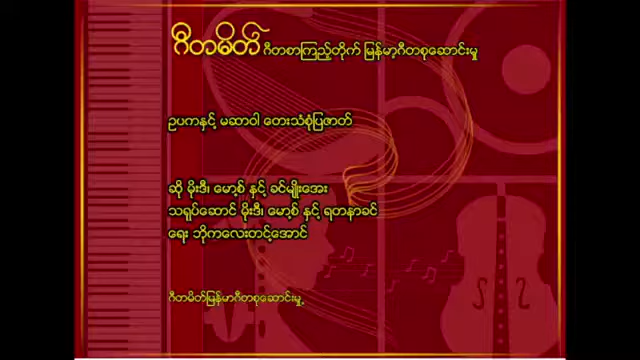 ဂီတမိတ် ဂီတစာကြည့်တိုက် မြန်မာ့ဂီတစုဆောင်းမှု
ဥပကနှင့် မဆာဝါ တေးသံစုံပြဇာတ်
ဆို မိုးဒီ၊ မော့စ် နှင့် ခင်မျိုးအေး
သရုပ်ဆောင် မိုးဒီ၊ မော့စ် နှင့် ရတနာခင်
ရေး ဘိုကလေးတင့်အောင်
ဂီတမိတ်မြန်မာဂီတစုဆောင်းမှု